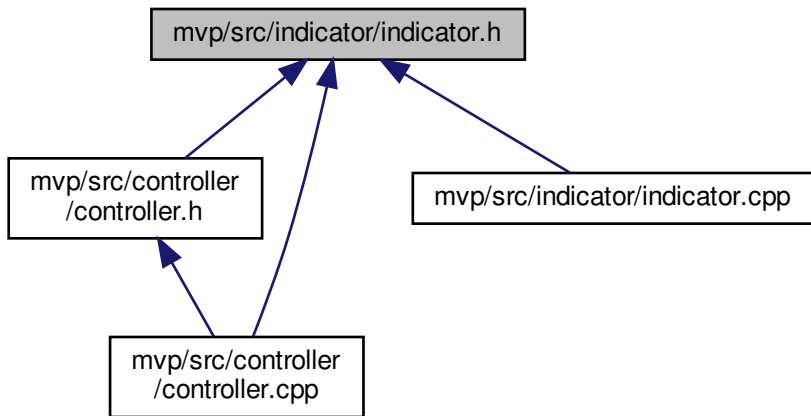 mvp/src/indicator/indicator.h
mvp/src/controller
/controller.h
mvp/src/indicator/indicator.cpp
mvp/src/controller
/controller.cpp